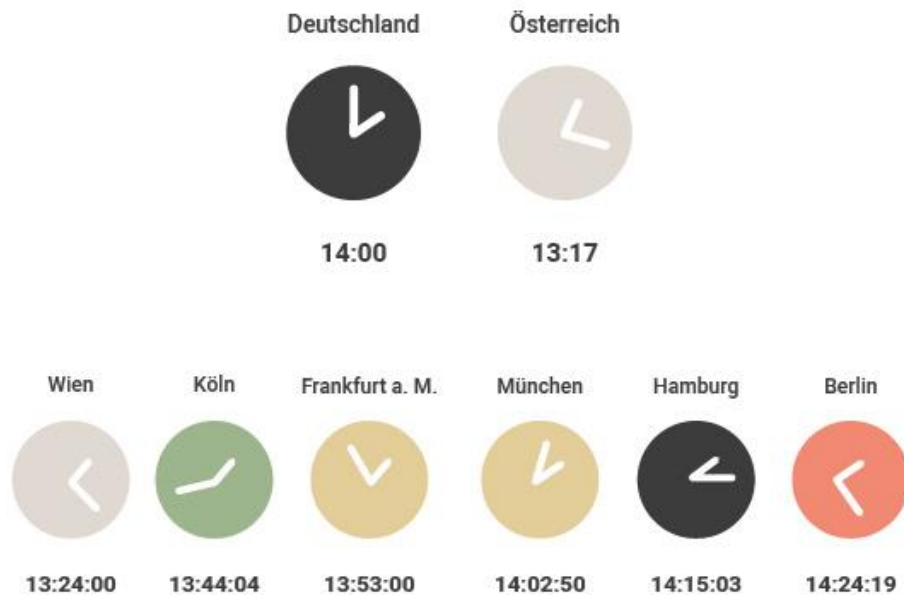 Deutschland Österreich
14:00 13:17
Wien Köln Frankfurt a. M. München Hamburg Berlin
13:24:00 13:44:04 13:53:00 14:02:50 14:15:03 14:24:19